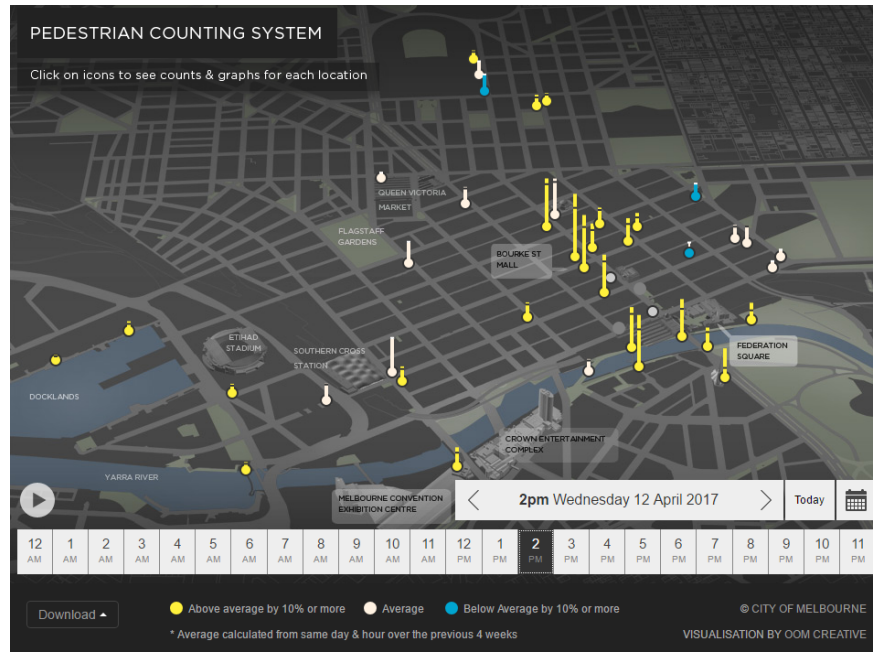 PEDESTRIAN COUNTING SYSTEM
Click on icons to see counts & graphs for each location
QUEEN VICTORIA
MARKET
FLAGSTAFF
GARDENS
BOURKE ST
MALL
ETIHAD
STADIUM
SOUTHERN CROSS
STATION
FEDERATION
SQUARE
DOCKLANDS
CROWN ENTERTAINMENT
COMPLEX
YARRA RIVER
MELBOURNE CONVENTION
EXHIBITION CENTRE
2pm Wednesday 12 April 2017
Today
12 1 2 3 4 5 6 7 8 9 10 11 12 1 2 3 4 5 6 7 8 9 10 11
AM AM AM AM AM AM AM AM AM AM AM AM PM PM PM PM PM PM PM PM PM PM PM PM
Download
Above average by 10% or more Average Below Average by 10% or more
© CITY OF MELBOURNE
* Average calculated from same day & hour over the previous 4 weeks
VISUALISATION BY OOM CREATIVE